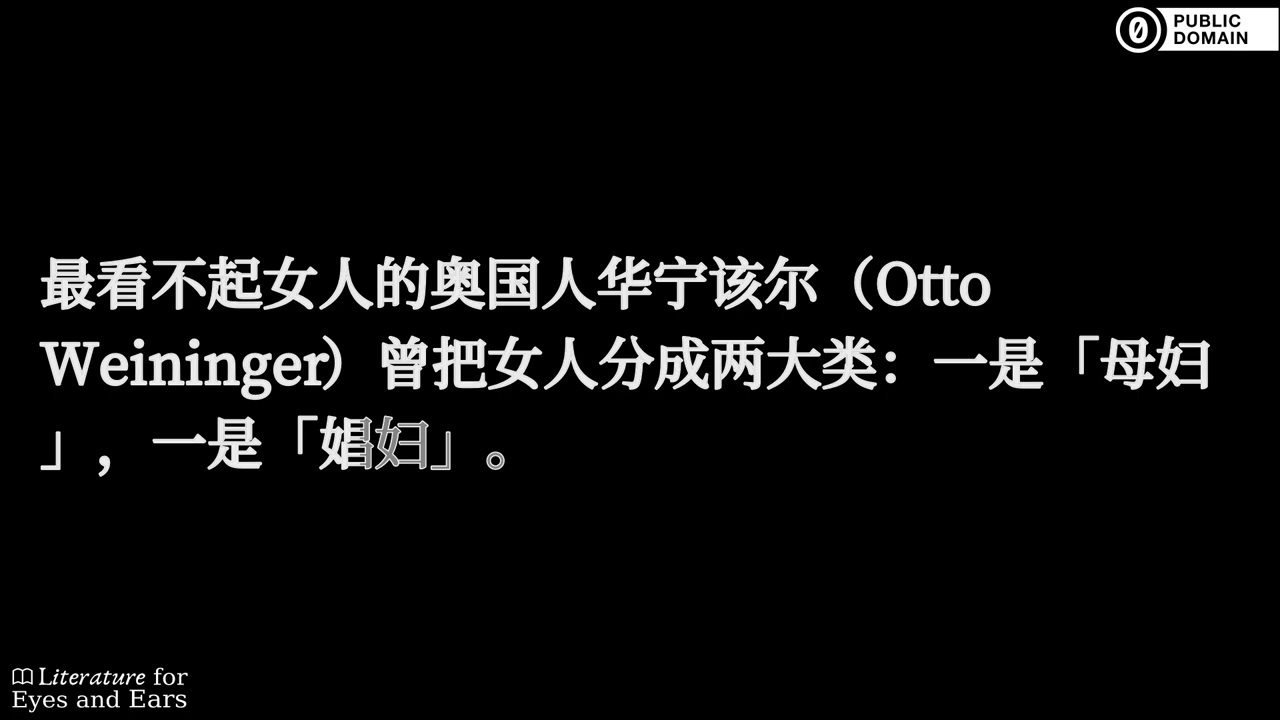 PUBLIC
DOMAIN
最看不起女人的奥国人华宁该尔（Otto
Weininger）曾把女人分成两大类：一是「母妇
」，一是「娼妇」。
Literature for
Eyes and Ears